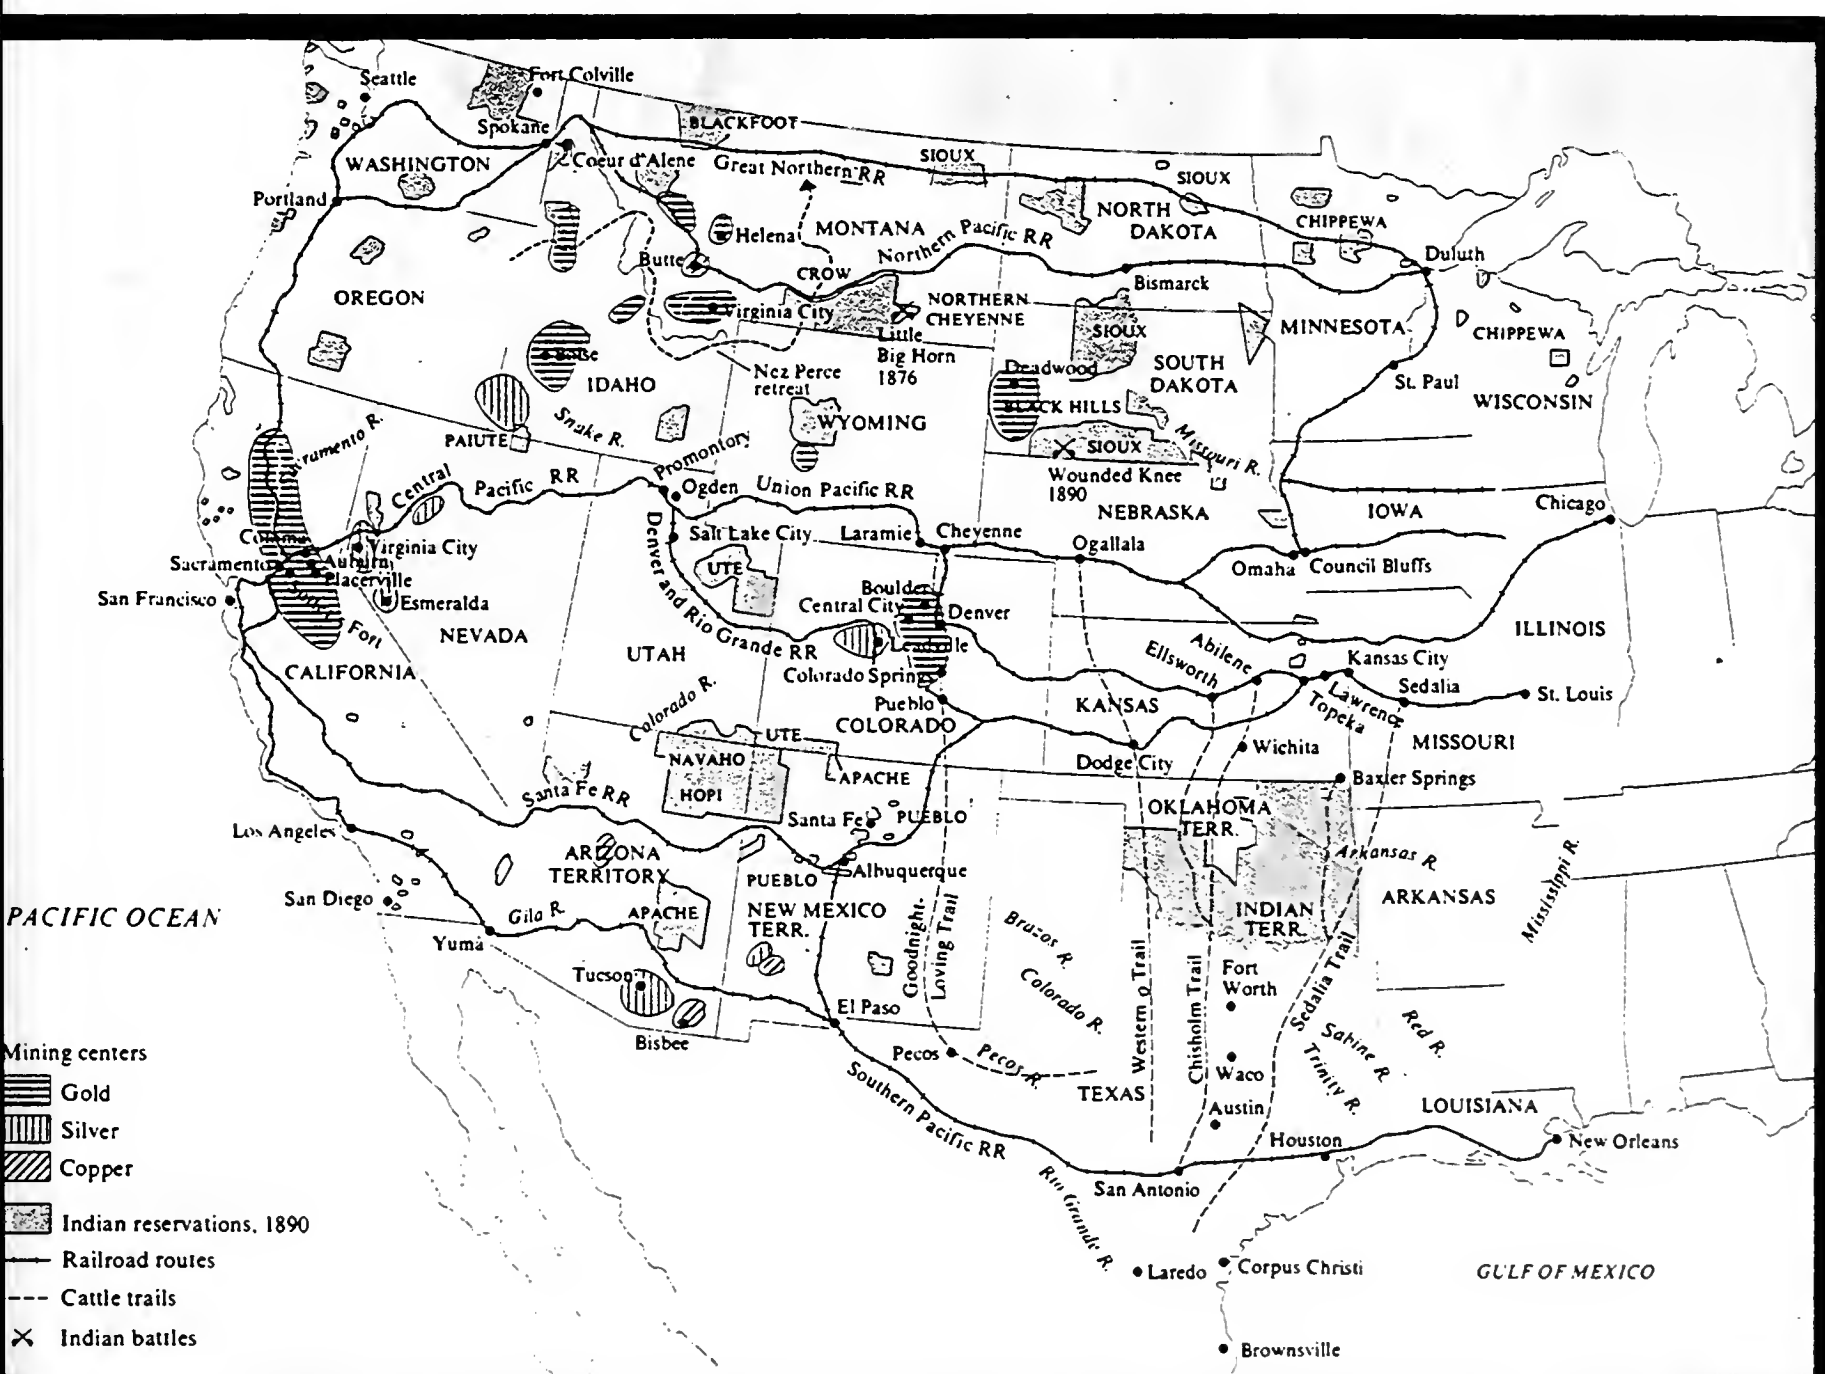 Seattle
Fort Colville
Spokane
BLACKFOOT
WASHINGTON
Coeur d'Alene
Great Northern RR
SIOUX
SIOUX
Portland
NORTH
DAKOTA
CHIPPEWA
Helena
MONTANA
Northern Pacific RR
Duluth
Butte
CROW
Bismarck
OREGON
Virginia City
NORTHERN
CHEYENNE
SIOUX
MINNESOTA
CHIPPEWA
Little
Big Horn
1876
Boise
IDAHO
Nez Perce
retreat
Deadwood
SOUTH
DAKOTA
St. Paul
WISCONSIN
BLACK HILLS
Snake R.
WYOMING
PAIUTE
SIOUX
Missouri R.
Promontory
Wounded Knee
1890
Central Pacific RR
Ogden
Union Pacific RR
NEBRASKA
IOWA
Chicago
Virginia City
Salt Lake City
Laramie
Cheyenne
Ogallala
Sacramento
Auburn
Placerville
UTE
Omaha
Council Bluffs
San Francisco
Esmeralda
Boulder
Central City
Denver
Denver and Rio Grande RR
Fort
NEVADA
UTAH
Leadville
ILLINOIS
CALIFORNIA
Colorado Springs
Abilene
Ellsworth
Kansas City
Sedalia
St. Louis
Lawrence
Topeka
Colorado R.
Pueblo
COLORADO
KANSAS
UTE
Wichita
MISSOURI
NAVAHO
HOPI
APACHE
Dodge City
Baxter Springs
Santa Fe RR
Santa Fe
PUEBLO
OKLAHOMA
TERR.
Los Angeles
ARIZONA
TERRITORY
PUEBLO
Albuquerque
Arkansas R.
Mississippi R.
San Diego
Gila R.
APACHE
NEW MEXICO
TERR.
Goodnight-
Loving Trail
Brazos R.
INDIAN
TERR.
ARKANSAS
PACIFIC OCEAN
Yuma
Tucson
Colorado R.
Western Trail
Chisholm Trail
Fort
Worth
Sedalia Trail
El Paso
Bisbee
Pecos
Pecos R.
Sabine R.
Red R.
Trinity R.
Waco
TEXAS
Southern Pacific RR
Austin
LOUISIANA
Houston
New Orleans
San Antonio
Rio Grande R.
Laredo
Corpus Christi
GULF OF MEXICO
Brownsville
Mining centers
Gold
Silver
Copper
Indian reservations, 1890
Railroad routes
Cattle trails
Indian battles